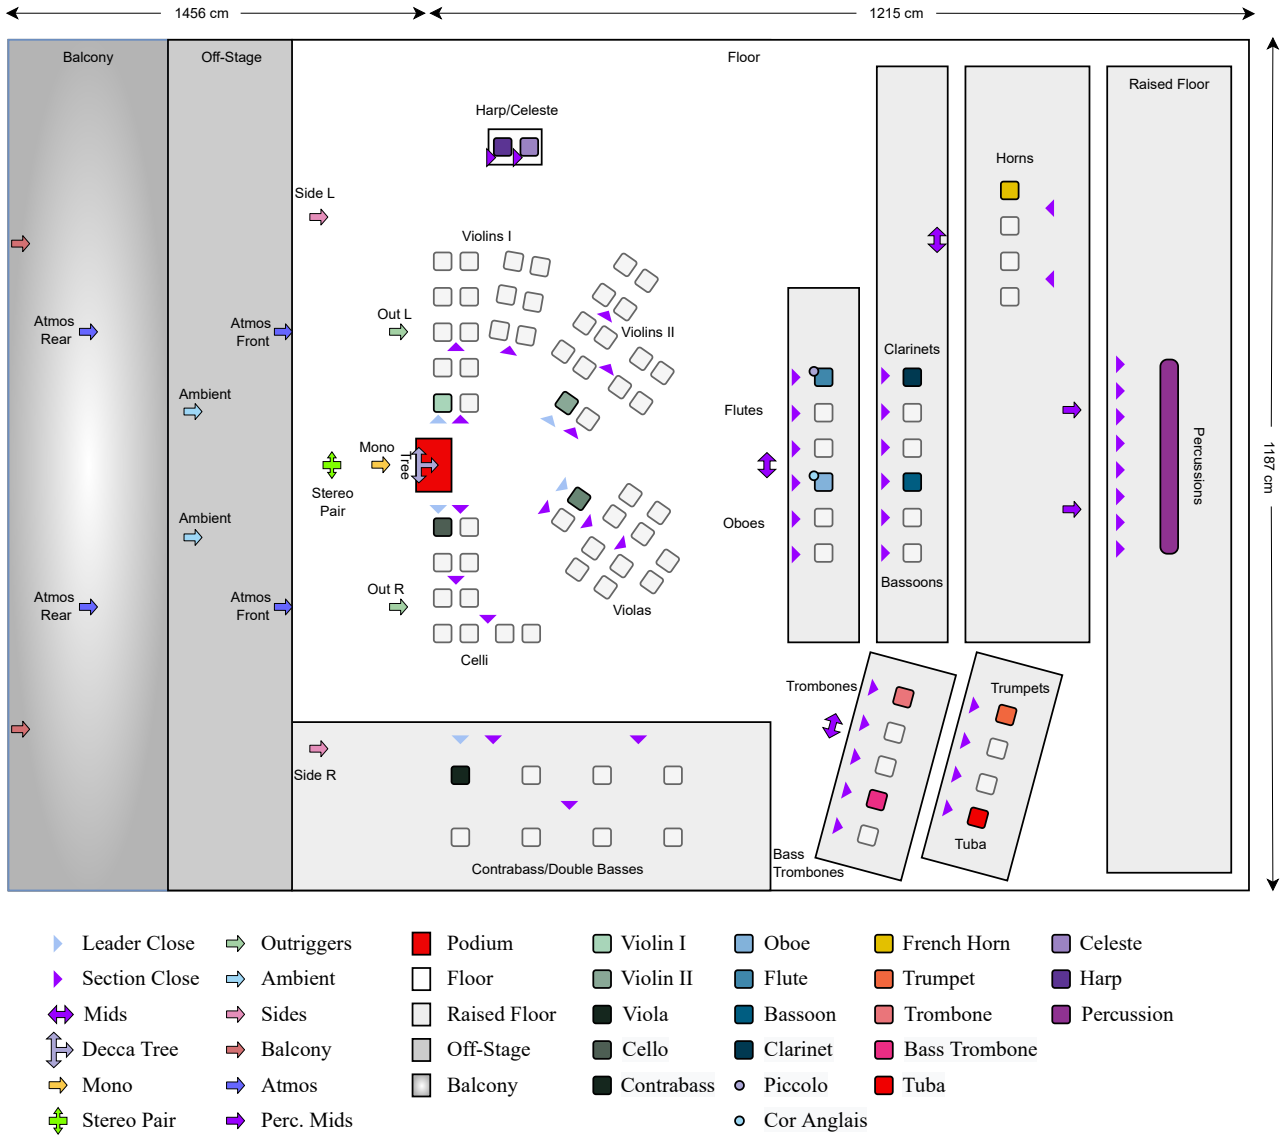 1456 cm
1215 cm
Balcony
Off-Stage
Floor
Raised Floor
Harp/Celeste
Horns
Side L
Violins I
Out L
Violins II
Atmos
Rear
Atmos
Front
Clarinets
Ambient
Flutes
Mono
Tree
Percussions
1187 cm
Stereo
Pair
Ambient
Oboes
Bassoons
Atmos
Rear
Atmos
Front
Out R
Violas
Celli
Trombones
Trumpets
Side R
Tuba
Bass
Trombones
Contrabass/Double Basses
Leader Close
Section Close
Mids
Decca Tree
Mono
Stereo Pair
Outriggers
Ambient
Sides
Balcony
Atmos
Perc. Mids
Podium
Floor
Raised Floor
Off-Stage
Balcony
Violin I
Violin II
Viola
Cello
Contrabass
Oboe
Flute
Bassoon
Clarinet
Piccolo
Cor Anglais
French Horn
Trumpet
Trombone
Bass Trombone
Tuba
Celeste
Harp
Percussion